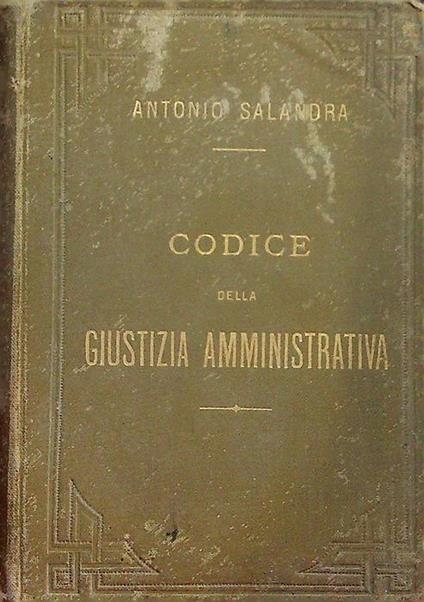 ANTONIO SALANDRA
CODICE
DELLA
GIUSTIZIA AMMINISTRATIVA